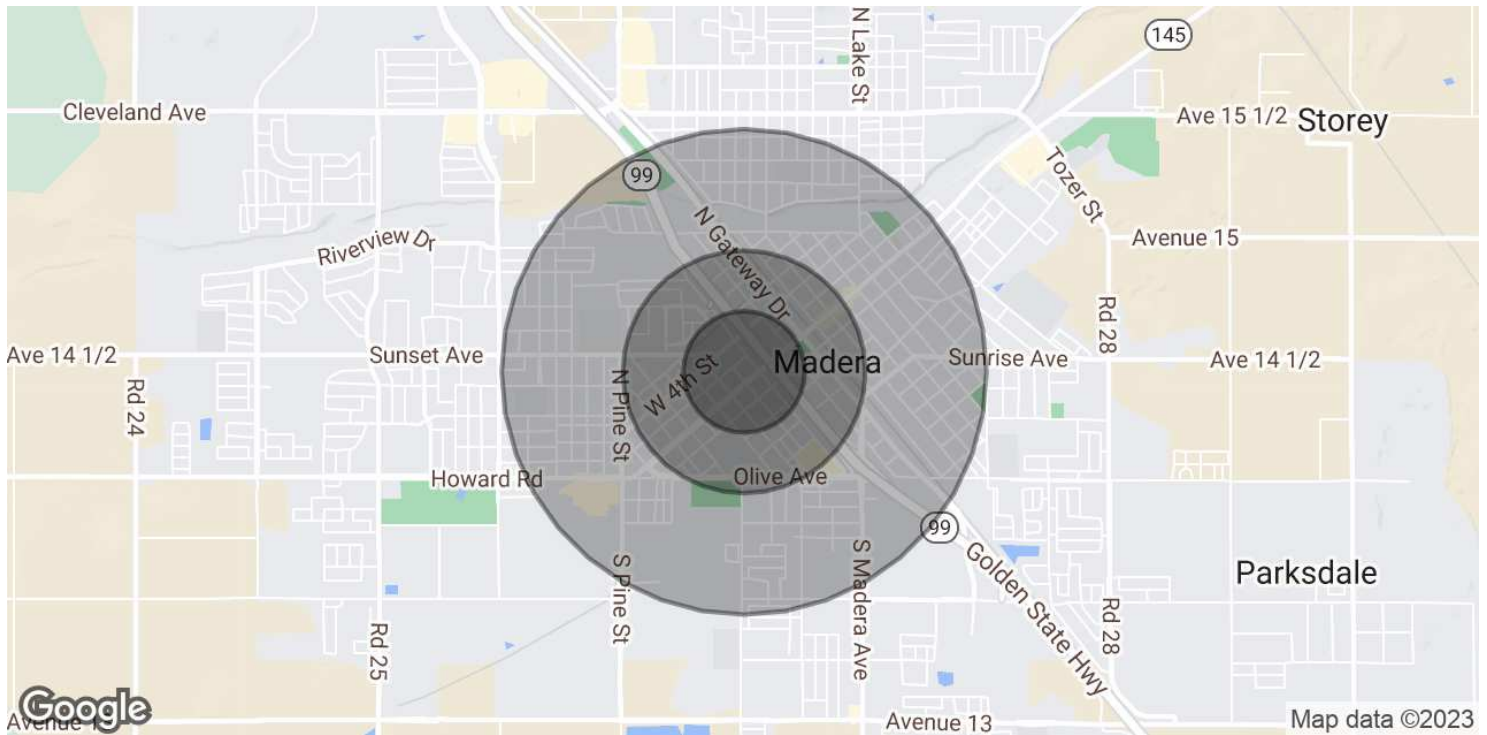 N Lake St
145
Cleveland Ave
Ave 15 1/2
Storey
99
Tozer St
N Gateway Dr
Riverview Dr
Avenue 15
Rd 28
Ave 14 1/2
Sunset Ave
Madera
Sunrise Ave
Ave 14 1/2
Rd 24
N Pine St
W 4th St
Howard Rd
Olive Ave
99
S Pine St
S Madera Ave
Golden State Hwy
Parksdale
Rd 25
Rd 28
Google
Avenue 13
Avenue 13
Map data ©2023